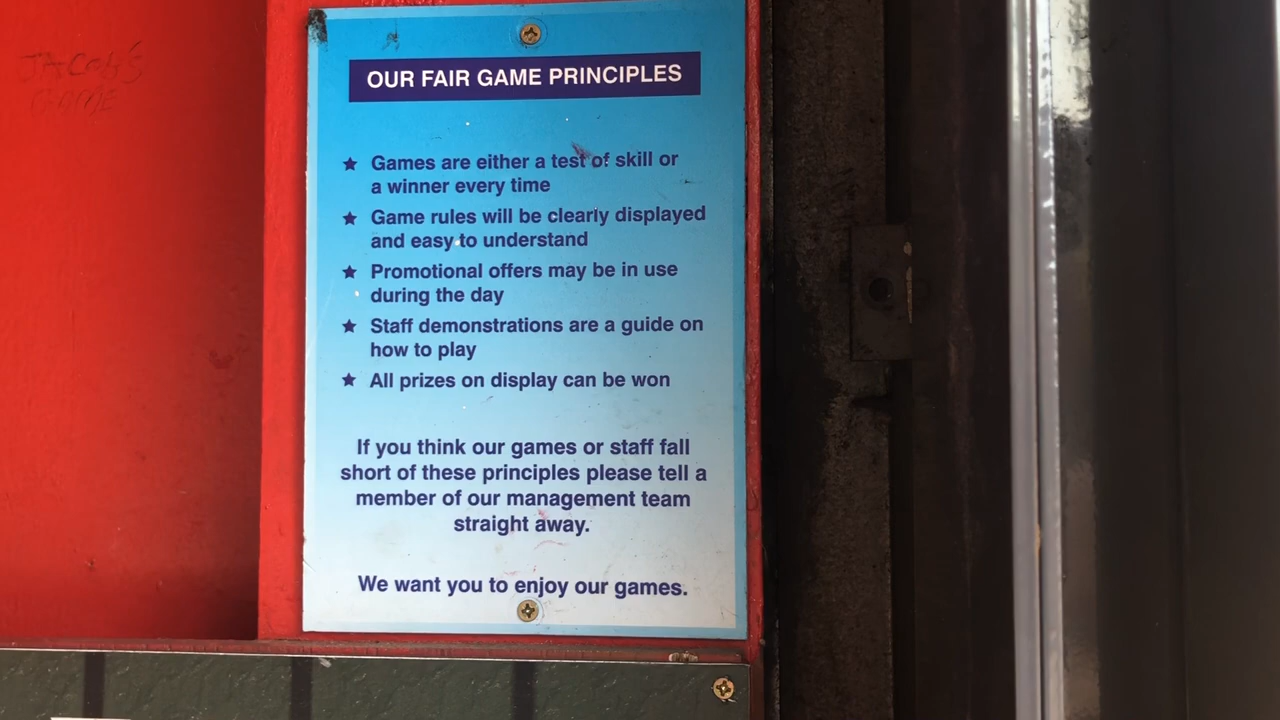 JACOB'S
GAME
OUR FAIR GAME PRINCIPLES
★ Games are either a test of skill or
a winner every time
★ Game rules will be clearly displayed
and easy to understand
★ Promotional offers may be in use
during the day
★ Staff demonstrations are a guide on
how to play
★ All prizes on display can be won
If you think our games or staff fall
short of these principles please tell a
member of our management team
straight away.
We want you to enjoy our games.